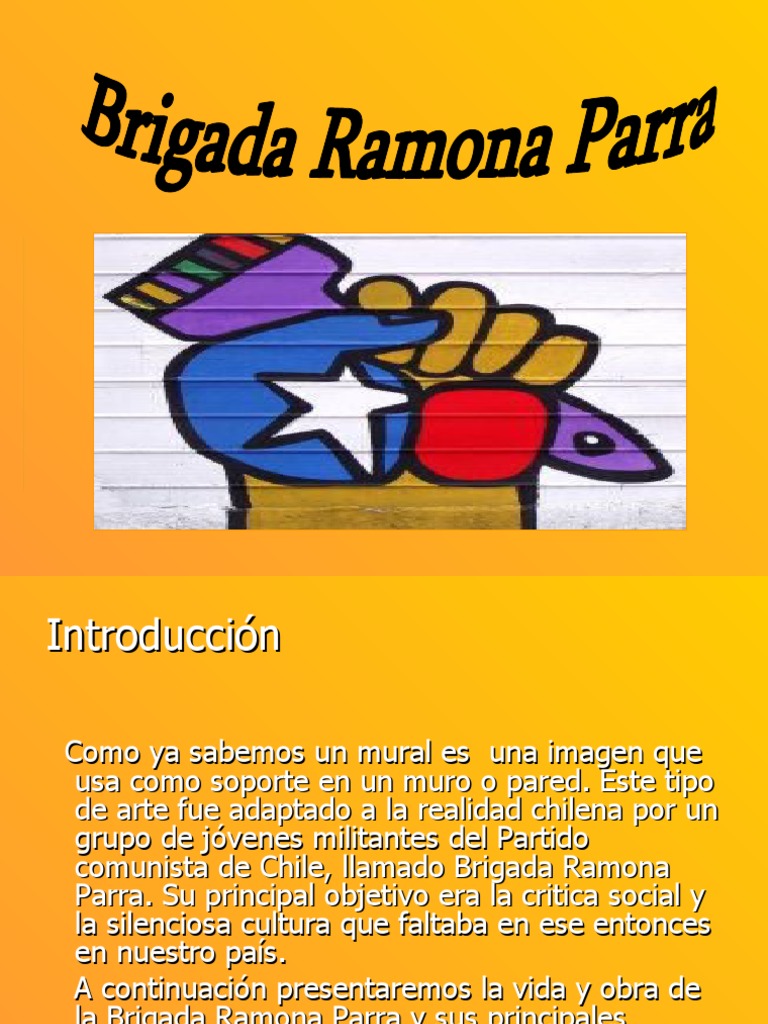 Brigada Ramona Parra
Introducción
Como ya sabemos un mural es una imagen que
usa como soporte en un muro o pared. Este tipo
de arte fue adaptado a la realidad chilena por un
grupo de jóvenes militantes del Partido
comunista de Chile, llamado Brigada Ramona
Parra. Su principal objetivo era la critica social y
la silenciosa cultura que faltaba en ese entonces
en nuestro país.
A continuación presentaremos la vida y obra de
la Brigada Ramona Parra y sus principales